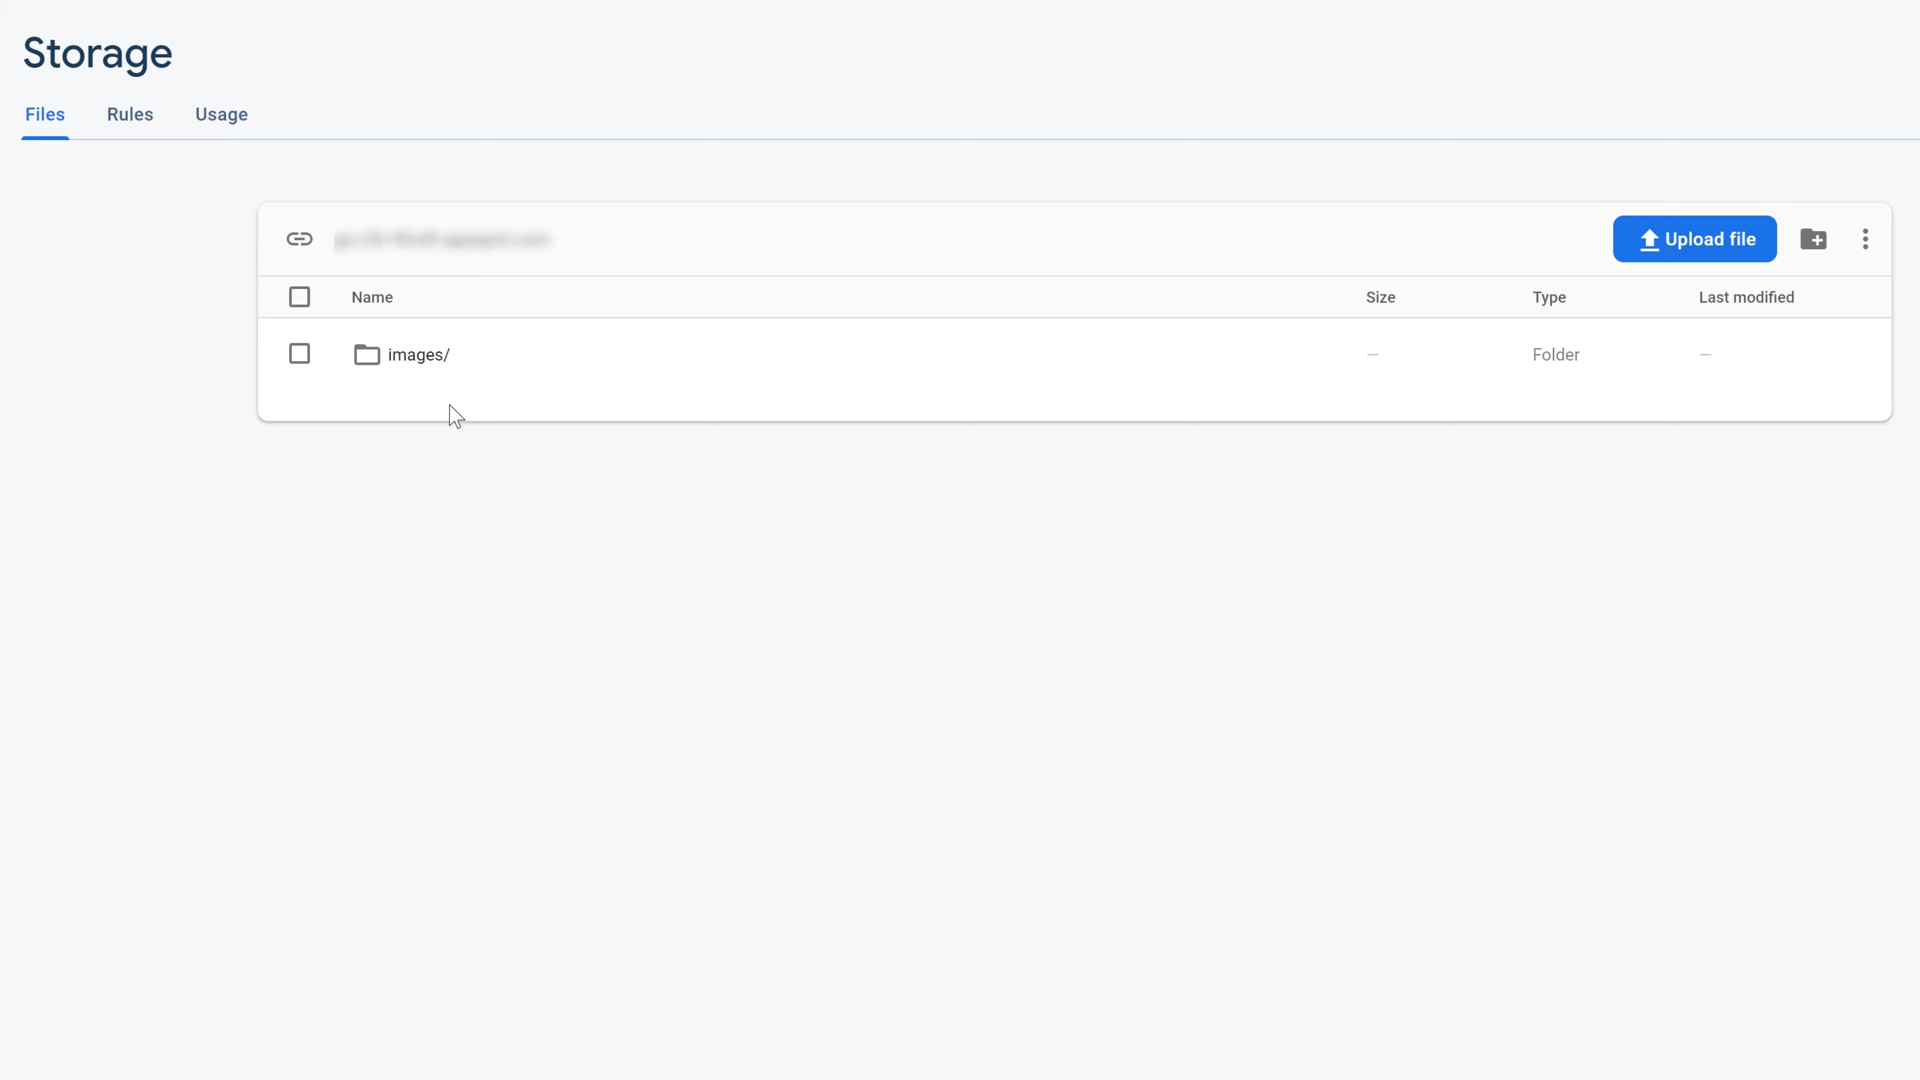 Storage
Files Rules Usage
Upload file
Name Size Type Last modified
images/ — Folder —